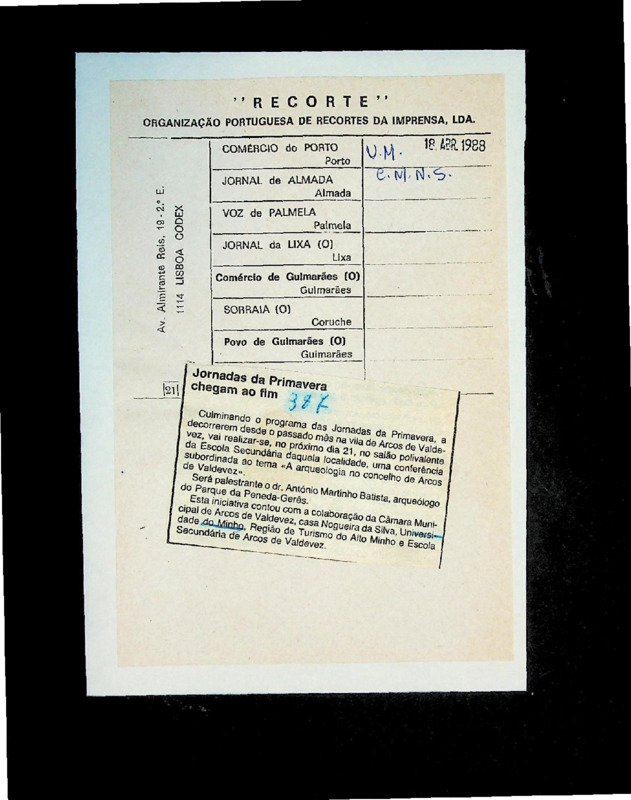 "RECORTE"
ORGANIZAÇÃO PORTUGUESA DE RECORTES DA IMPRENSA, LDA.
Av. Almirante Reis, 19 - 2.º E.
1114 LISBOA CODEX
COMÉRCIO do PORTO
Porto
U.M. 18. ABR. 1988
JORNAL de ALMADA
Almada
C.M.N.S.
VOZ de PALMELA
Palmela
JORNAL da LIXA (O)
Lixa
Comércio de Guimarães (O)
Guimarães
SORRAIA (O)
Coruche
Povo de Guimarães (O)
Guimarães
21
Jornadas da Primavera
chegam ao fim
387
Culminando o programa das Jornadas da Primavera, a
decorrerem desde o passado mês na vila de Arcos de Valde-
vez, vai realizar-se, no próximo dia 21, no salão polivalente
da Escola Secundária daquela localidade, uma conferência
subordinada ao tema «A arqueologia no concelho de Arcos
de Valdevez».
Será palestrante o dr. António Martinho Batista, arqueólogo
do Parque da Peneda-Gerês.
Esta iniciativa contou com a colaboração da Câmara Muni-
cipal de Arcos de Valdevez, casa Nogueira da Silva, Universi-
dade do Minho, Região de Turismo do Alto Minho e Escola
Secundária de Arcos de Valdevez.